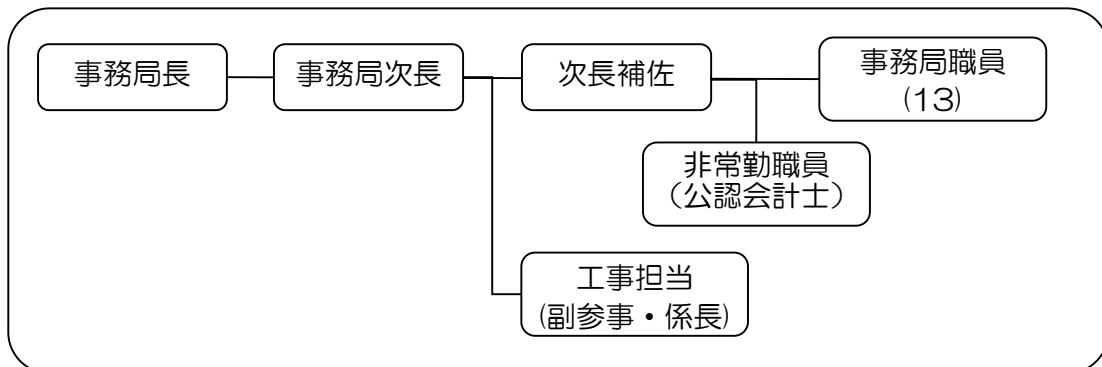 事務局長
事務局次長
次長補佐
事務局職員
(13)
非常勤職員
（公認会計士）
工事担当
(副参事・係長)